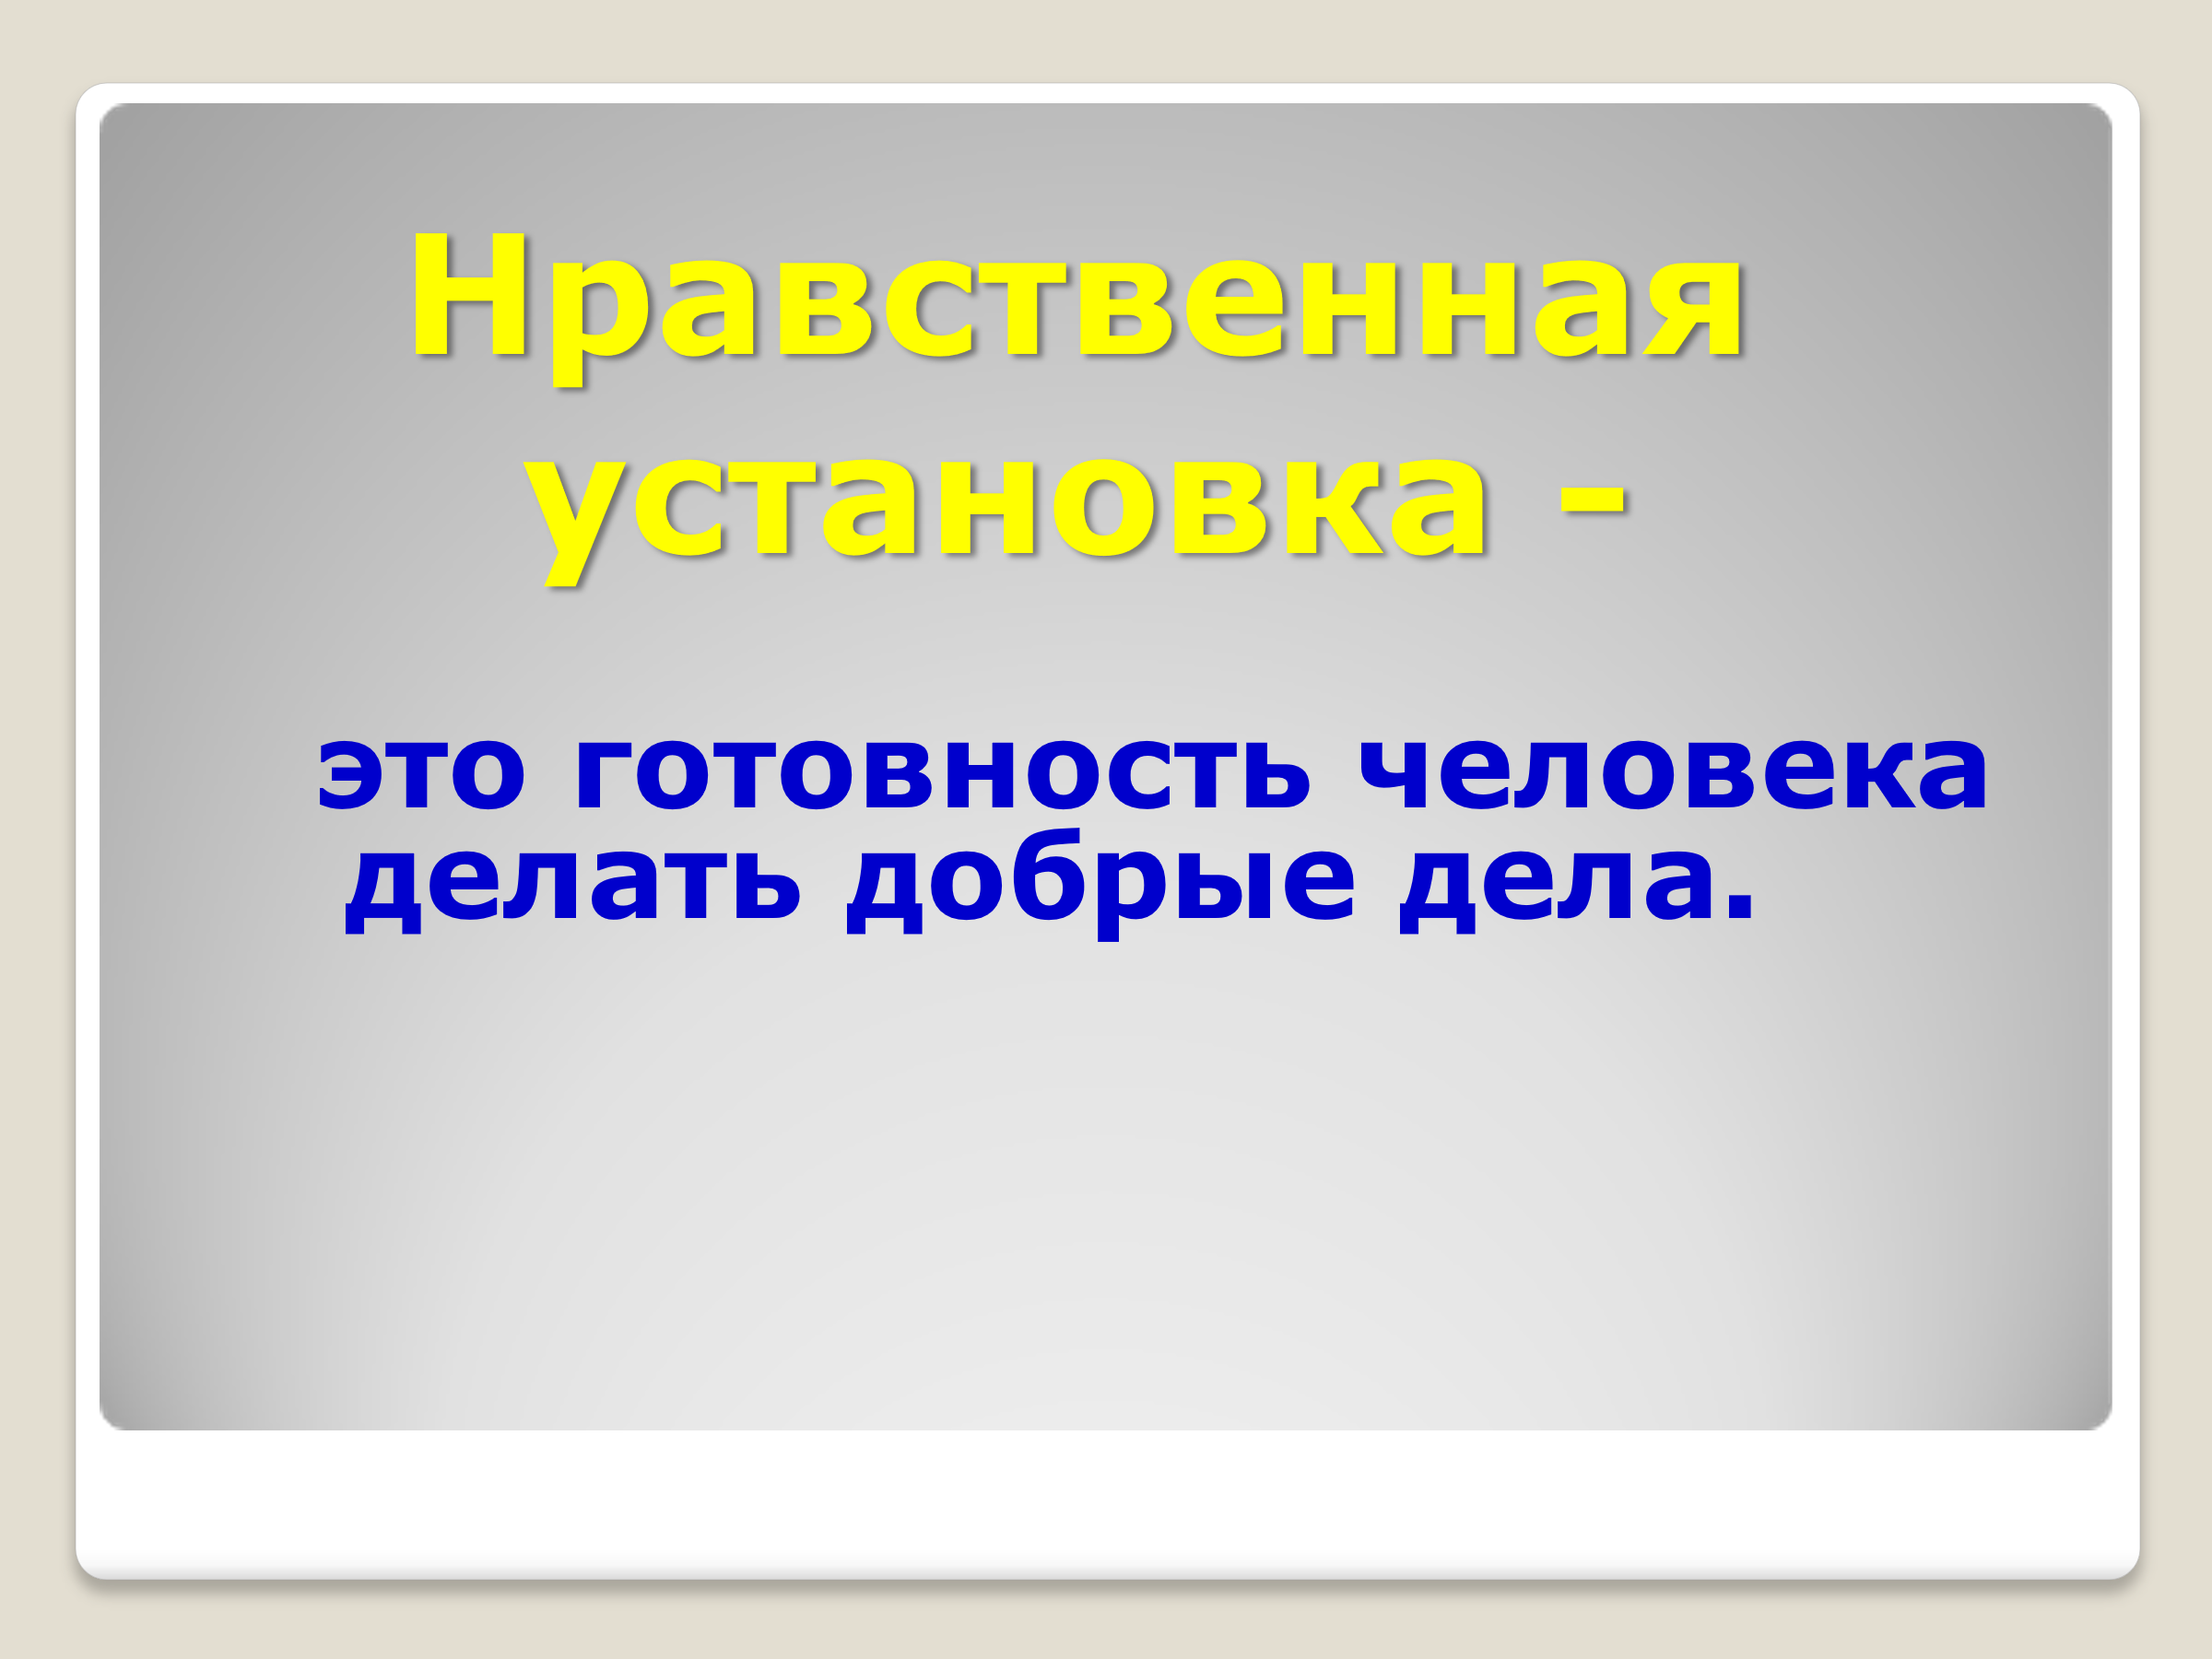 Нравственная
установка –
это готовность человека
делать добрые дела.